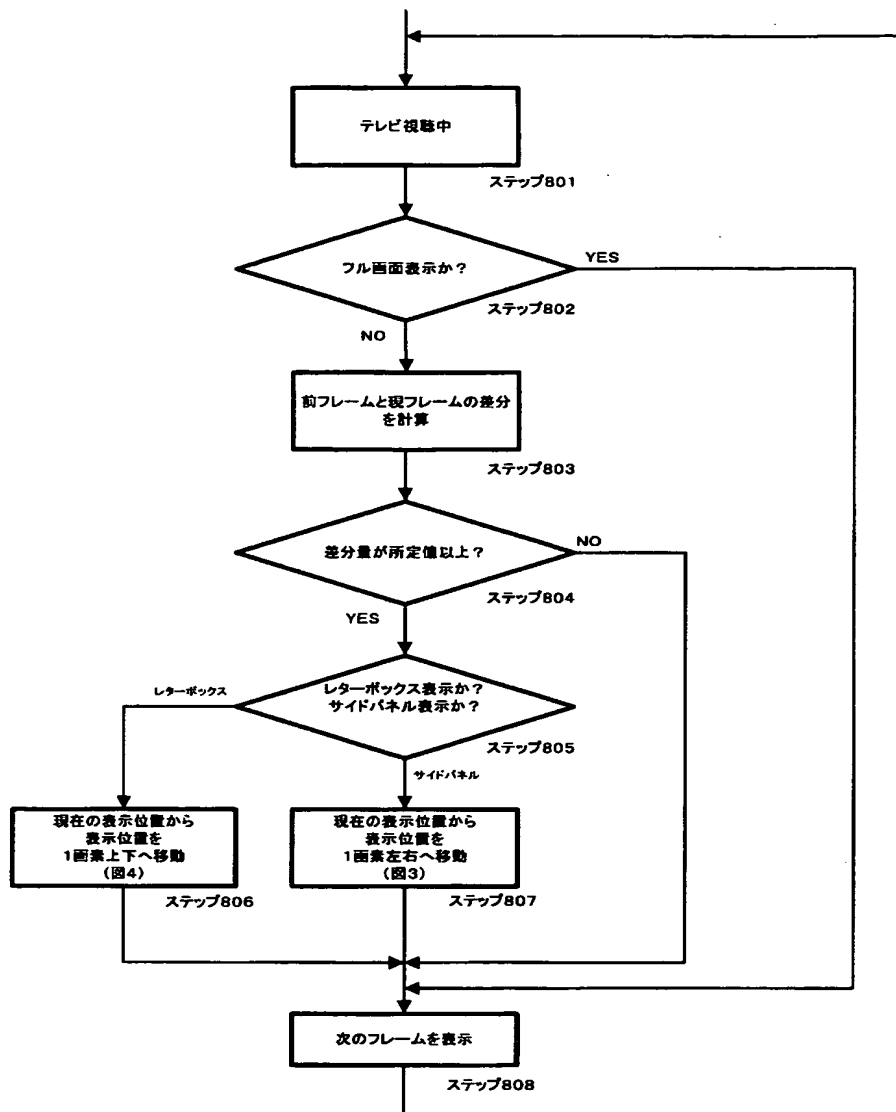 テレビ視聴中
ステップ801
フル画面表示か？
YES
ステップ802
NO
前フレームと現フレームの差分
を計算
ステップ803
差分量が所定値以上？
NO
ステップ804
YES
レターボックス
レターボックス表示か？
サイドパネル表示か？
ステップ805
サイドパネル
現在の表示位置から
表示位置を
1画素上下へ移動
（図4）
ステップ806
現在の表示位置から
表示位置を
1画素左右へ移動
（図3）
ステップ807
次のフレームを表示
ステップ808